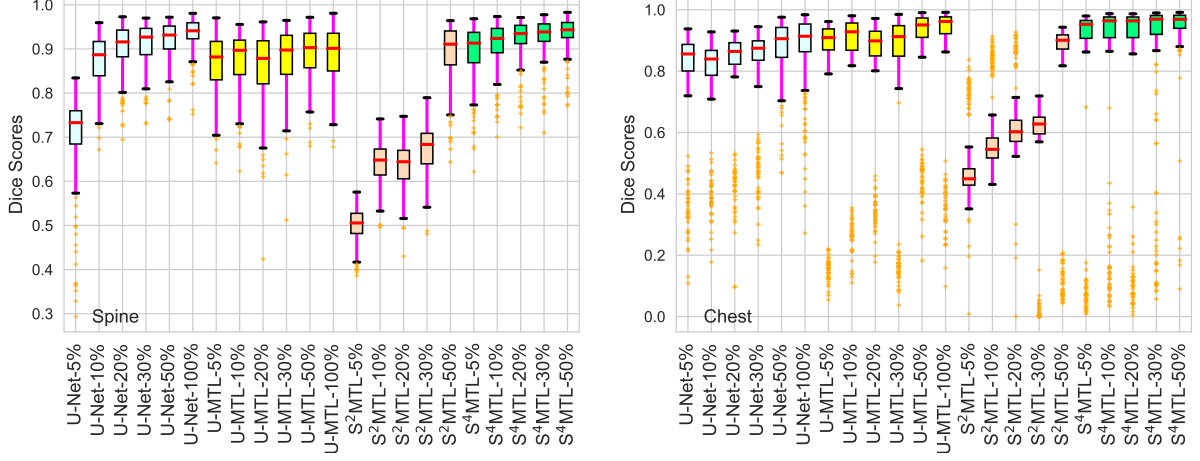 Dice Scores
1.0
0.9
0.8
0.7
0.6
0.5
0.4
0.3
Spine
U-Net-5%
U-Net-10%
U-Net-20%
U-Net-30%
U-Net-50%
U-Net-100%
U-MTL-5%
U-MTL-10%
U-MTL-20%
U-MTL-30%
U-MTL-50%
U-MTL-100%
S²MTL-5%
S²MTL-10%
S²MTL-20%
S²MTL-30%
S²MTL-50%
S⁴MTL-5%
S⁴MTL-10%
S⁴MTL-20%
S⁴MTL-30%
S⁴MTL-50%
Dice Scores
1.0
0.8
0.6
0.4
0.2
0.0
Chest
U-Net-5%
U-Net-10%
U-Net-20%
U-Net-30%
U-Net-50%
U-Net-100%
U-MTL-5%
U-MTL-10%
U-MTL-20%
U-MTL-30%
U-MTL-50%
U-MTL-100%
S²MTL-5%
S²MTL-10%
S²MTL-20%
S²MTL-30%
S²MTL-50%
S⁴MTL-5%
S⁴MTL-10%
S⁴MTL-20%
S⁴MTL-30%
S⁴MTL-50%